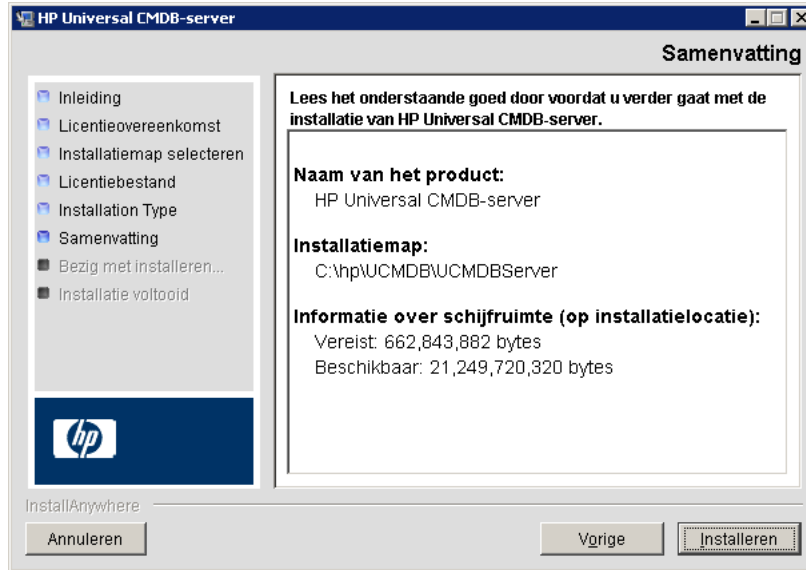 HP Universal CMDB-server
Samenvatting
Inleiding
Licentieovereenkomst
Installatiemap selecteren
Licentiebestand
Installation Type
Samenvatting
Bezig met installeren...
Installatie voltooid
Lees het onderstaande goed door voordat u verder gaat met de
installatie van HP Universal CMDB-server.
Naam van het product:
HP Universal CMDB-server
Installatiemap:
C:\hp\UCMDB\UCMDBServer
Informatie over schijfruimte (op installatielocatie):
Vereist: 662,843,882 bytes
Beschikbaar: 21,249,720,320 bytes
hp
InstallAnywhere
Annuleren
Vorige
Installeren